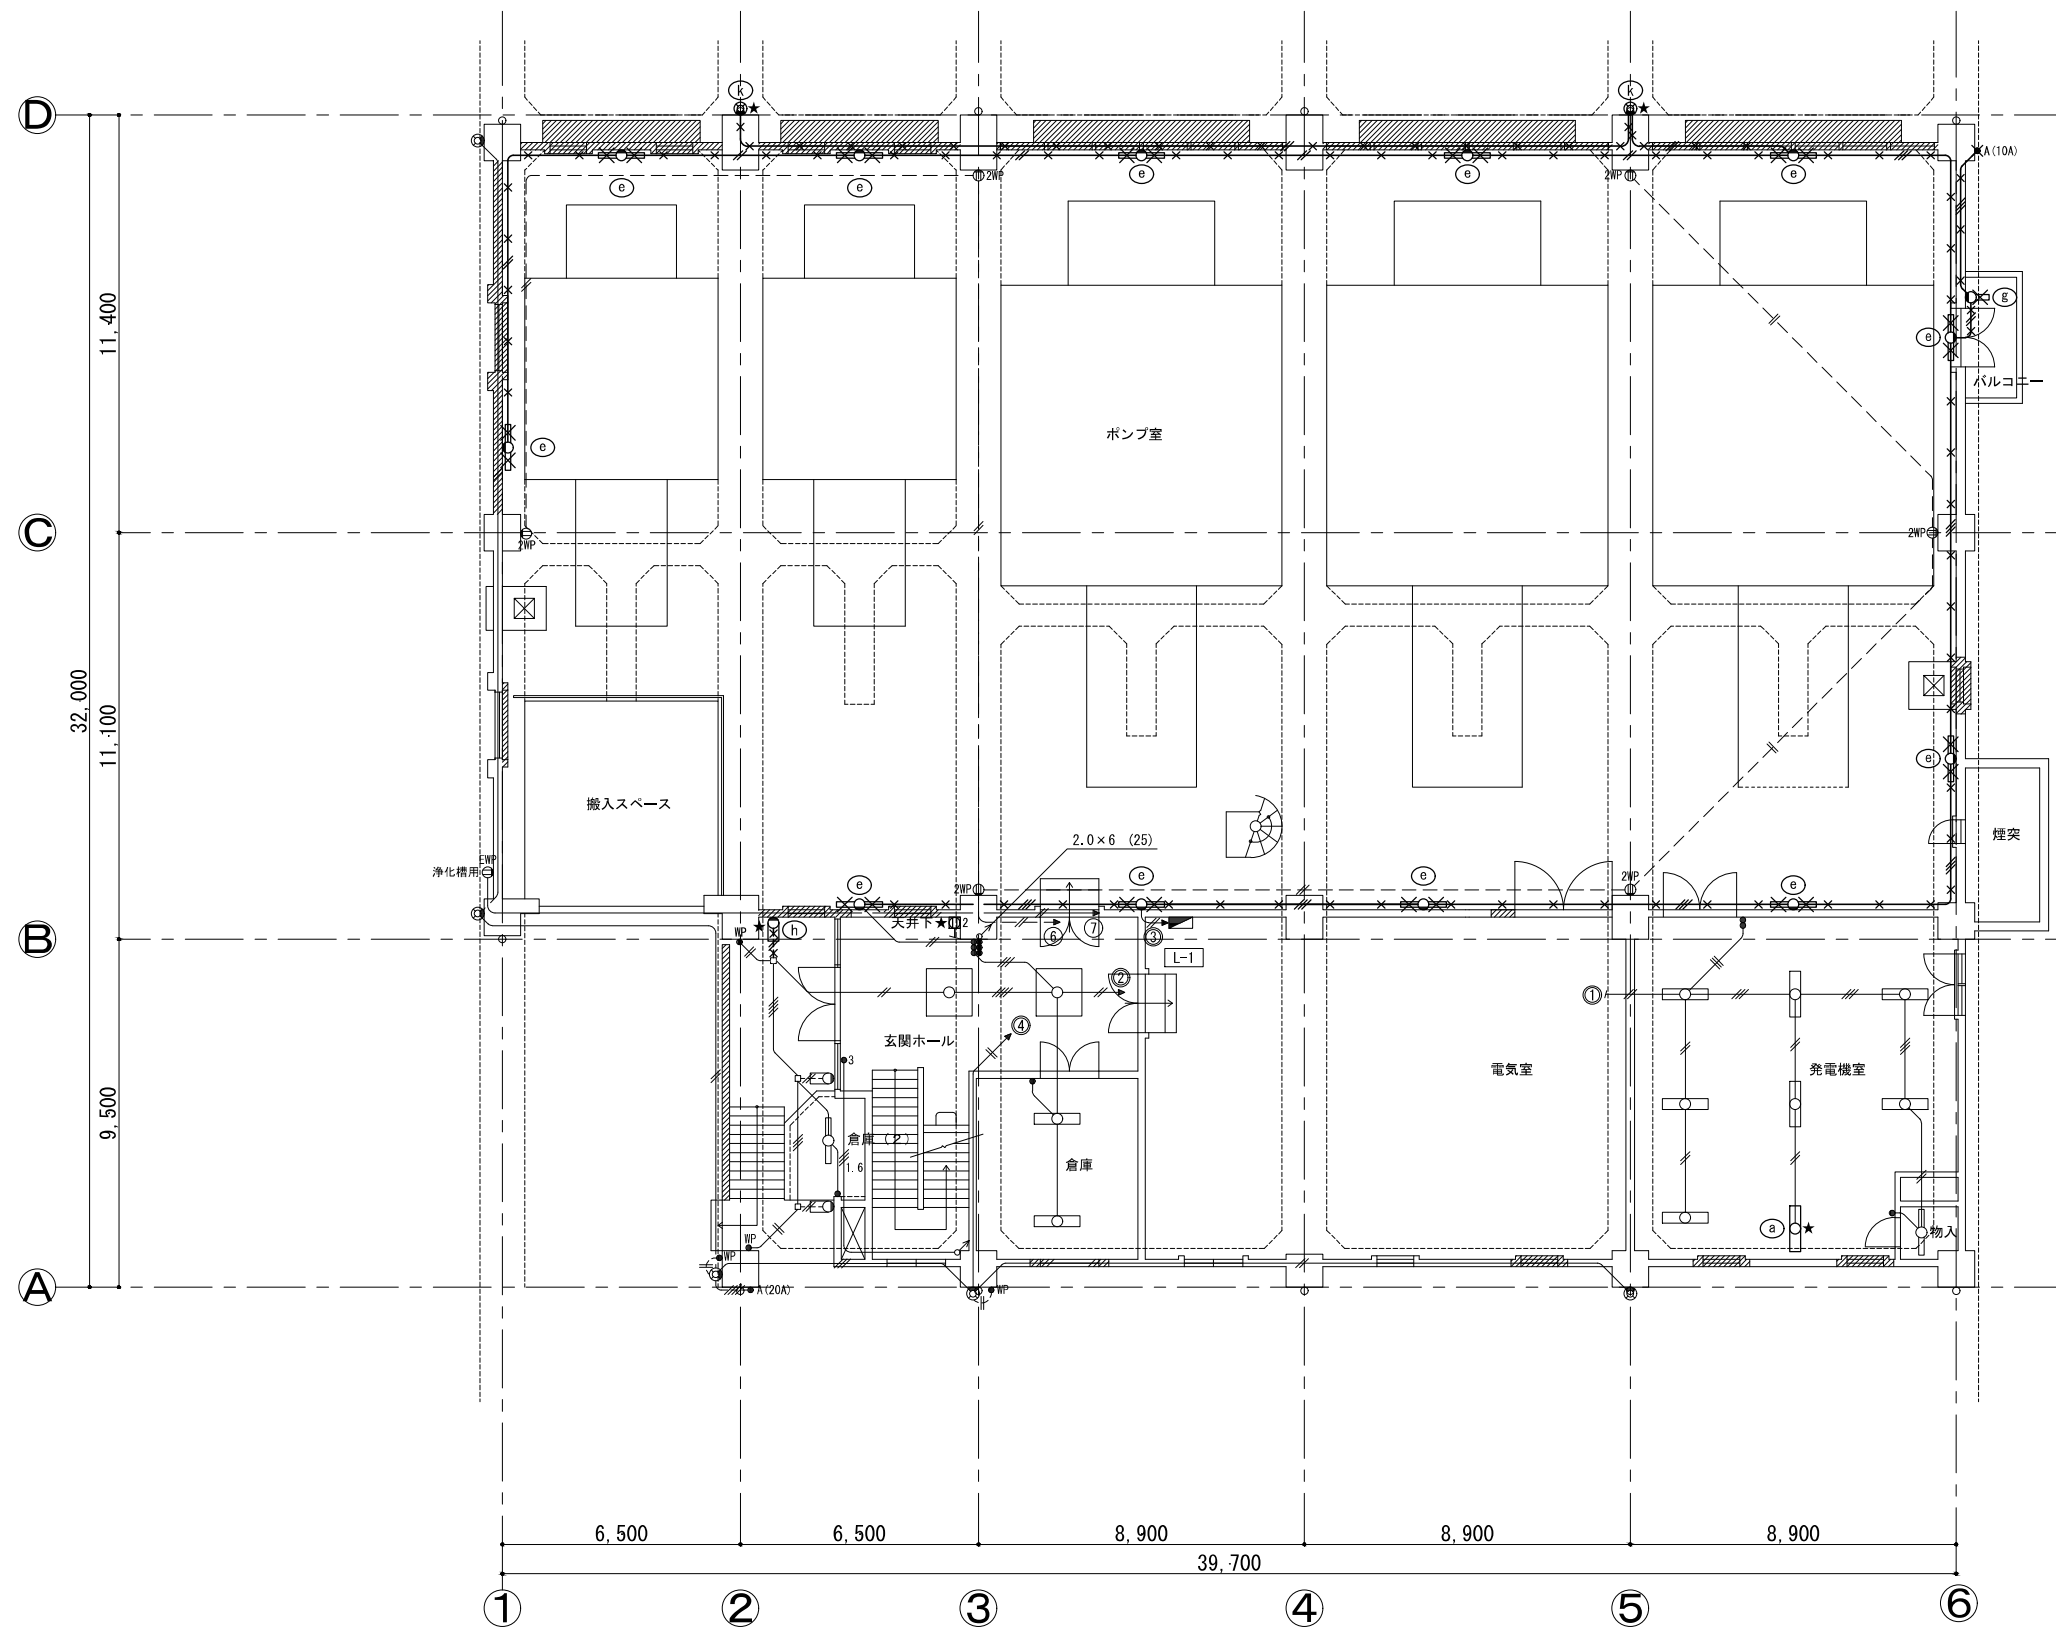 k
k
D
A(10A)
e
e
e
e
e
2WP
2WP
g
11,400
e
バルコニー
ポンプ室
e
C
2WP
2WP
32,000
11,100
e
搬入スペース
煙突
2.0×6 (25)
EWP
浄化槽用
2WP
2WP
e
e
e
e
天井下★
2
★
h
6
7
3
B
WP
L-1
2
1
4
玄関ホール
3
電気室
発電機室
9,500
倉庫(2)
1.6
倉庫
a
★
物入
WP
WP
A
A(20A)
WP
6,500
6,500
8,900
8,900
8,900
39,700
1
2
3
4
5
6